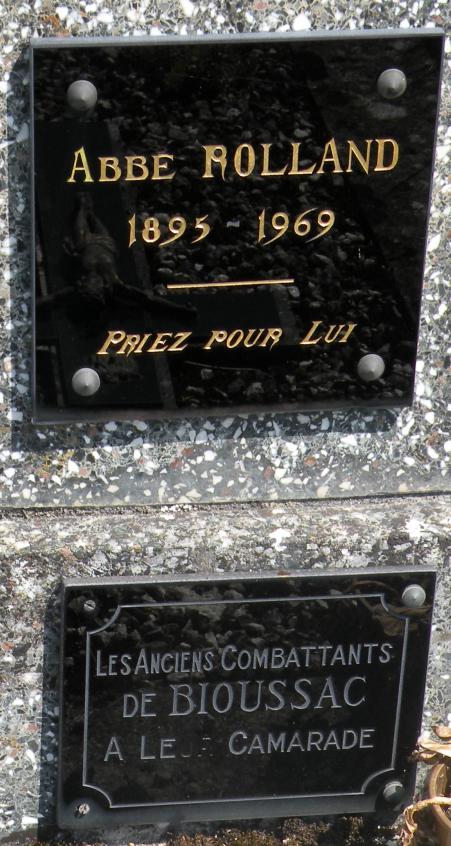 ABBE ROLLAND
1895 - 1969
PRIEZ POUR LUI
LES ANCIENS COMBATTANTS
DE BIOUSSAC
A LEUR CAMARADE